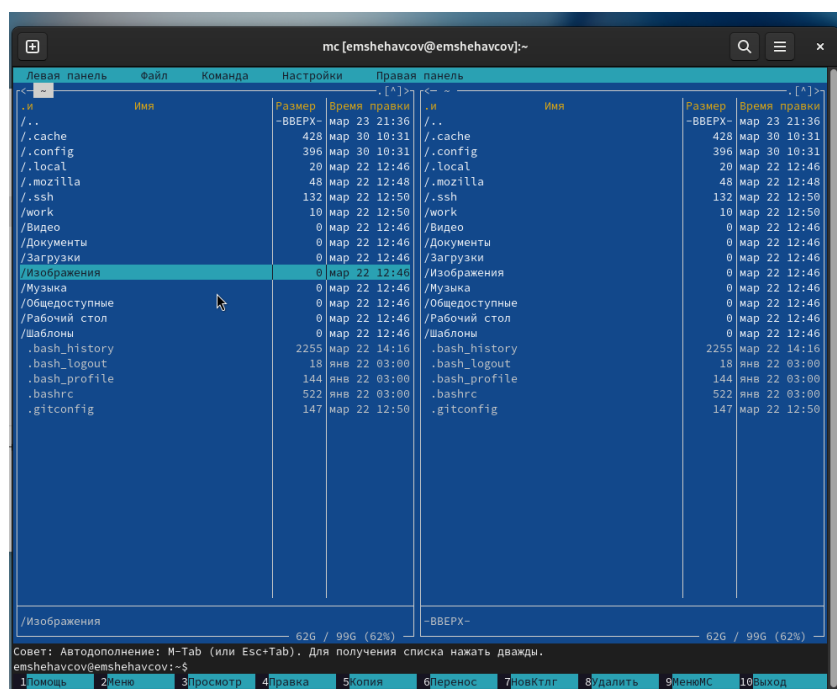 mc [emshehavcov@emshehavcov]:~
Левая панель Файл Команда Настройки Правая панель
<— ~ .[^]> <— ~ .[^]>
.и Имя Размер Время правки .и Имя Размер Время правки
/.. -ВВЕРХ- мар 23 21:36 /.. -ВВЕРХ- мар 23 21:36
/.cache 428 мар 30 10:31 /.cache 428 мар 30 10:31
/.config 396 мар 30 10:31 /.config 396 мар 30 10:31
/.local 20 мар 22 12:46 /.local 20 мар 22 12:46
/.mozilla 48 мар 22 12:48 /.mozilla 48 мар 22 12:48
/.ssh 132 мар 22 12:50 /.ssh 132 мар 22 12:50
/work 10 мар 22 12:50 /work 10 мар 22 12:50
/Видео 0 мар 22 12:46 /Видео 0 мар 22 12:46
/Документы 0 мар 22 12:46 /Документы 0 мар 22 12:46
/Загрузки 0 мар 22 12:46 /Загрузки 0 мар 22 12:46
/Изображения 0 мар 22 12:46 /Изображения 0 мар 22 12:46
/Музыка 0 мар 22 12:46 /Музыка 0 мар 22 12:46
/Общедоступные 0 мар 22 12:46 /Общедоступные 0 мар 22 12:46
/Рабочий стол 0 мар 22 12:46 /Рабочий стол 0 мар 22 12:46
/Шаблоны 0 мар 22 12:46 /Шаблоны 0 мар 22 12:46
.bash_history 2255 мар 22 14:16 .bash_history 2255 мар 22 14:16
.bash_logout 18 янв 22 03:00 .bash_logout 18 янв 22 03:00
.bash_profile 144 янв 22 03:00 .bash_profile 144 янв 22 03:00
.bashrc 522 янв 22 03:00 .bashrc 522 янв 22 03:00
.gitconfig 147 мар 22 12:50 .gitconfig 147 мар 22 12:50
/Изображения -ВВЕРХ-
62G / 99G (62%) 62G / 99G (62%)
Совет: Автодополнение: M-Tab (или Esc+Tab). Для получения списка нажать дважды.
emshehavcov@emshehavcov:~$
1Помощь 2Меню 3Просмотр 4Правка 5Копия 6Перенос 7НовКтлг 8Удалить 9МенюMC 10Выход